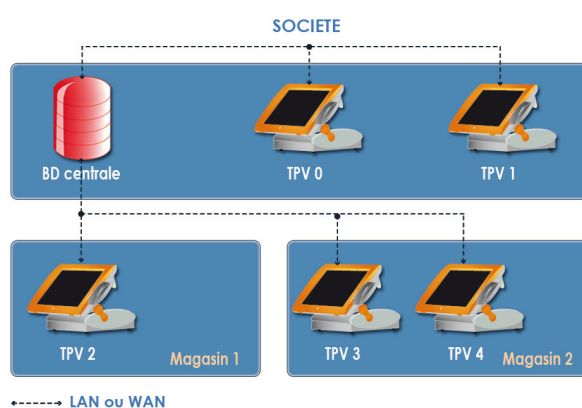 SOCIETE
BD centrale
TPV 0
TPV 1
TPV 2
Magasin 1
TPV 3
TPV 4
Magasin 2
LAN ou WAN